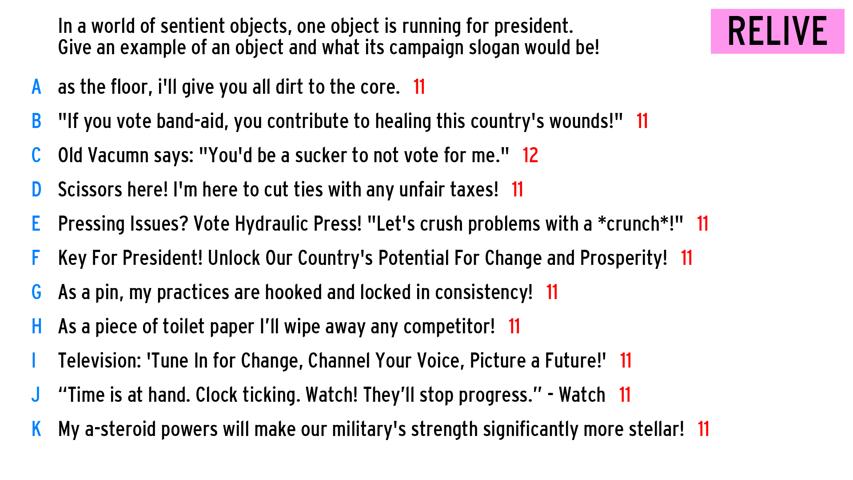 In a world of sentient objects, one object is running for president.
Give an example of an object and what its campaign slogan would be!
RELIVE
A as the floor, i'll give you all dirt to the core. 11
B "If you vote band-aid, you contribute to healing this country's wounds!" 11
C Old Vacumn says: "You'd be a sucker to not vote for me." 12
D Scissors here! I'm here to cut ties with any unfair taxes! 11
E Pressing Issues? Vote Hydraulic Press! "Let's crush problems with a *crunch*!" 11
F Key For President! Unlock Our Country's Potential For Change and Prosperity! 11
G As a pin, my practices are hooked and locked in consistency! 11
H As a piece of toilet paper I’ll wipe away any competitor! 11
I Television: 'Tune In for Change, Channel Your Voice, Picture a Future!' 11
J “Time is at hand. Clock ticking. Watch! They’ll stop progress.” - Watch 11
K My a-steroid powers will make our military's strength significantly more stellar! 11